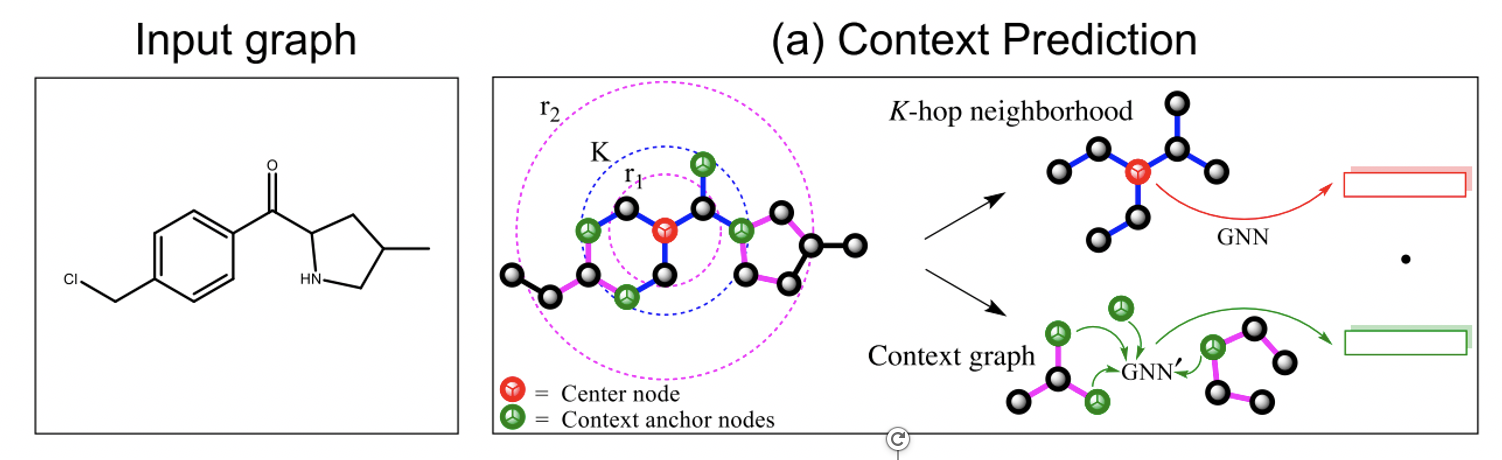 Input graph
(a) Context Prediction
O
Cl
HN
r2
K
r1
K-hop neighborhood
GNN
Context graph
GNN′
= Center node
= Context anchor nodes